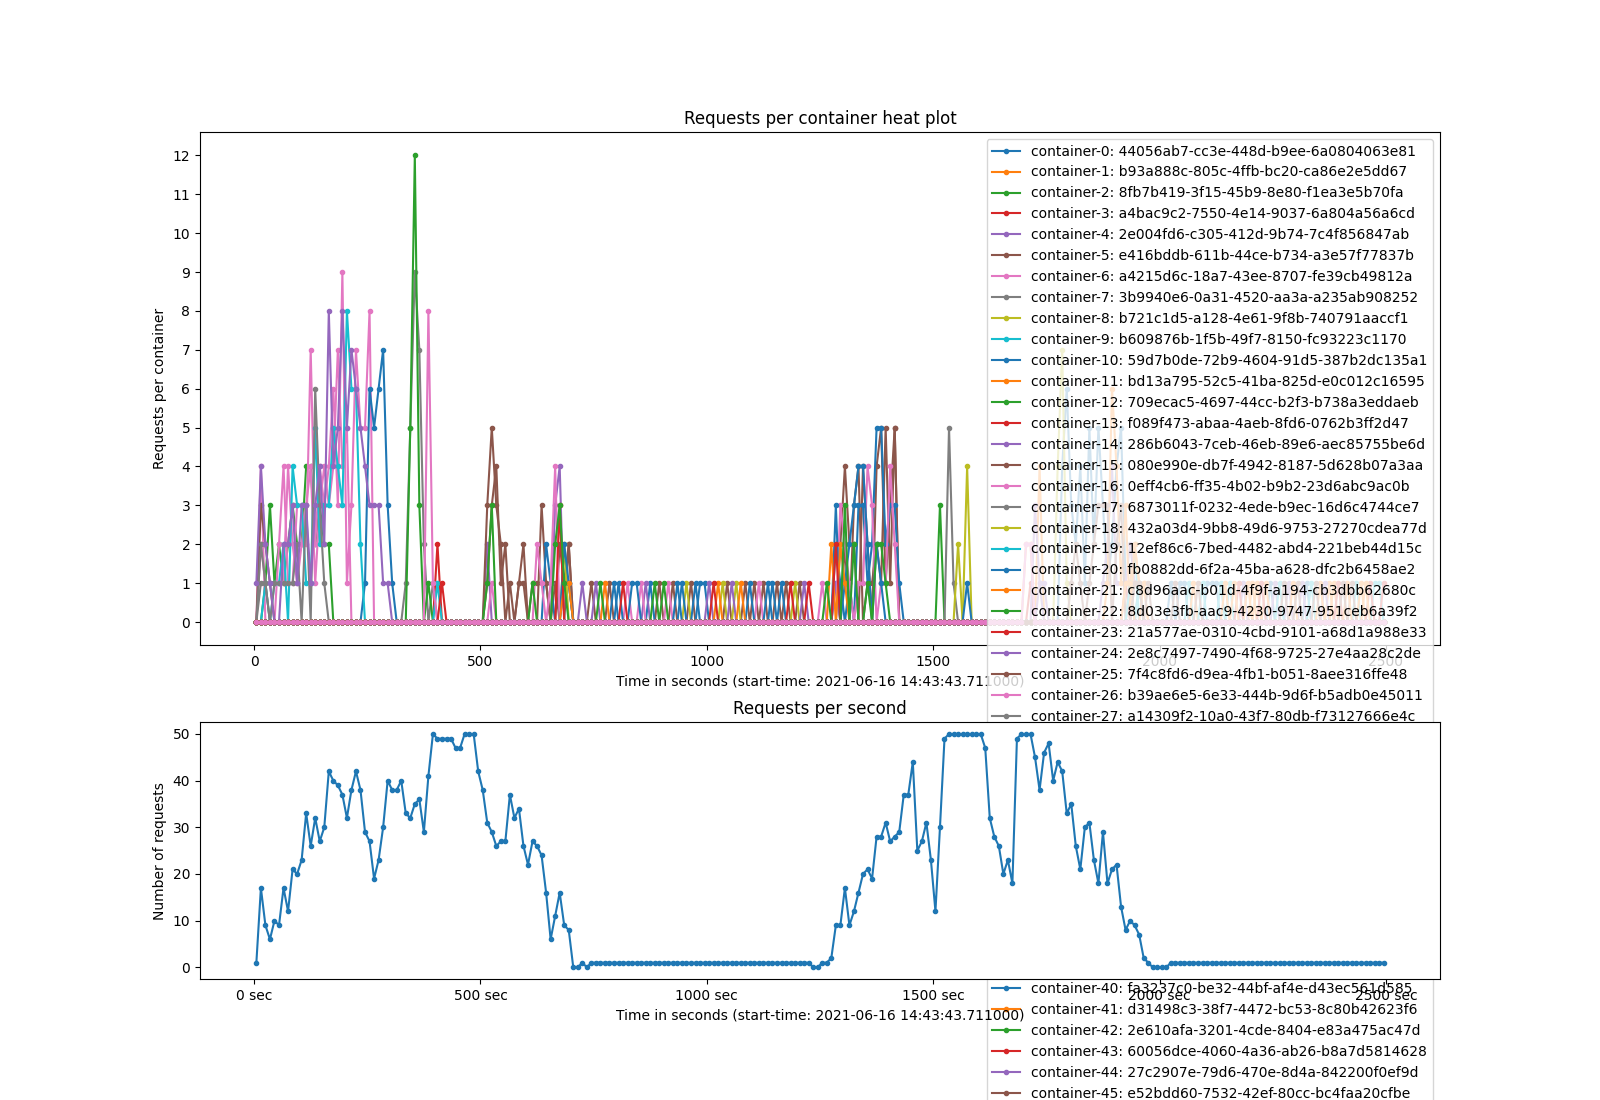 Requests per container heat plot
12
11
10
9
8
7
6
5
4
3
2
1
0
Requests per container
container-0: 44056ab7-cc3e-448d-b9ee-6a0804063e81
container-1: b93a888c-805c-4ffb-bc20-ca86e2e5dd67
container-2: 8fb7b419-3f15-45b9-8e80-f1ea3e5b70fa
container-3: a4bac9c2-7550-4e14-9037-6a804a56a6cd
container-4: 2e004fd6-c305-412d-9b74-7c4f856847ab
container-5: e416bddb-611b-44ce-b734-a3e57f77837b
container-6: a4215d6c-18a7-43ee-8707-fe39cb49812a
container-7: 3b9940e6-0a31-4520-aa3a-a235ab908252
container-8: b721c1d5-a128-4e61-9f8b-740791aaccf1
container-9: b609876b-1f5b-49f7-8150-fc93223c1170
container-10: 59d7b0de-72b9-4604-91d5-387b2dc135a1
container-11: bd13a795-52c5-41ba-825d-e0c012c16595
container-12: 709ecac5-4697-44cc-b2f3-b738a3eddaeb
container-13: f089f473-abaa-4aeb-8fd6-0762b3ff2d47
container-14: 286b6043-7ceb-46eb-89e6-aec85755be6d
container-15: 080e990e-db7f-4942-8187-5d628b07a3aa
container-16: 0eff4cb6-ff35-4b02-b9b2-23d6abc9ac0b
container-17: 6873011f-0232-4ede-b9ec-16d6c4744ce7
container-18: 432a03d4-9bb8-49d6-9753-27270cdea77d
container-19: 12ef86c6-7bed-4482-abd4-221beb44d15c
container-20: fb0882dd-6f2a-45ba-a628-dfc2b6458ae2
container-21: c8d96aac-b01d-4f9f-a194-cb3dbb62680c
container-22: 8d03e3fb-aac9-4230-9747-951ceb6a39f2
container-23: 21a577ae-0310-4cbd-9101-a68d1a988e33
container-24: 2e8c7497-7490-4f68-9725-27e4aa28c2de
container-25: 7f4c8fd6-d9ea-4fb1-b051-8aee316ffe48
container-26: b39ae6e5-6e33-444b-9d6f-b5adb0e45011
container-27: a14309f2-10a0-43f7-80db-f73127666e4c
0 500 1000 1500 2000 2500
Time in seconds (start-time: 2021-06-16 14:43:43.711000)
Requests per second
50
40
30
20
10
0
Number of requests
0 sec 500 sec 1000 sec 1500 sec 2000 sec 2500 sec
Time in seconds (start-time: 2021-06-16 14:43:43.711000)
container-40: fa3237c0-be32-44bf-af4e-d43ec561d585
container-41: d31498c3-38f7-4472-bc53-8c80b42623f6
container-42: 2e610afa-3201-4cde-8404-e83a475ac47d
container-43: 60056dce-4060-4a36-ab26-b8a7d5814628
container-44: 27c2907e-79d6-470e-8d4a-842200f0ef9d
container-45: e52bdd60-7532-42ef-80cc-bc4faa20cfbe